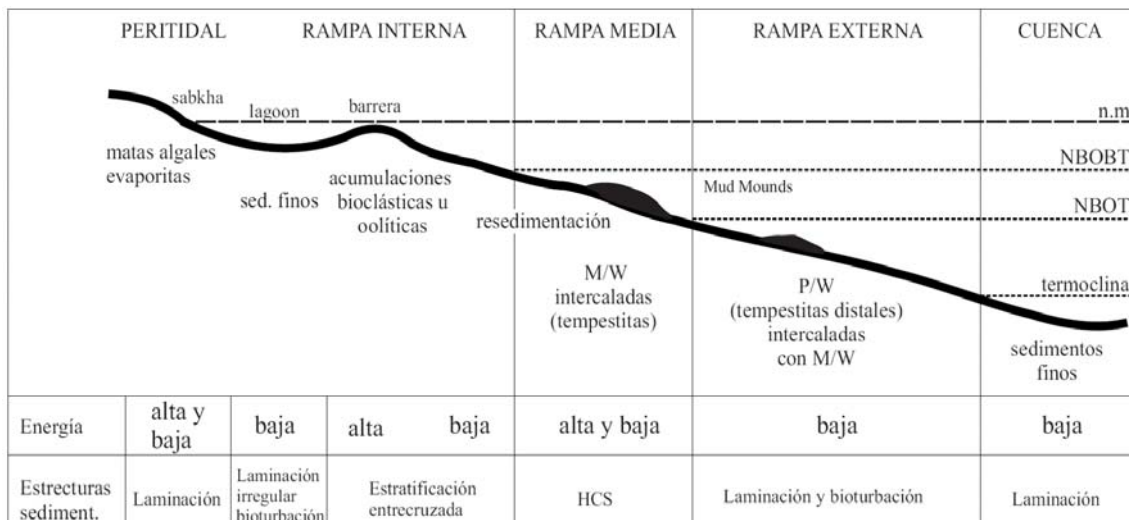 PERITIDAL
RAMPA INTERNA
RAMPA MEDIA
RAMPA EXTERNA
CUENCA
sabkha
lagoon
barrera
n.m
matas algales
evaporitas
sed. finos
acumulaciones
bioclásticas u
oolíticas
NBOBT
Mud Mounds
NBOT
resedimentación
M/W
intercaladas
(tempestitas)
P/W
(tempestitas distales)
intercaladas
con M/W
termoclina
sedimentos
finos
Energía
alta y
baja
baja
alta
baja
alta y baja
baja
baja
Estrecturas
sediment.
Laminación
Laminación
irregular
bioturbación
Estratificación
entrecruzada
HCS
Laminación y bioturbación
Laminación